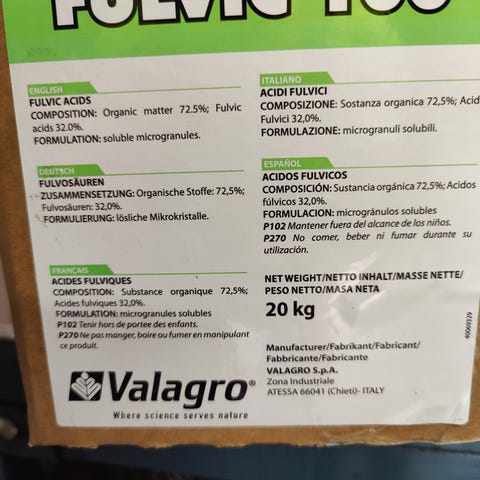 FULVIC 100
ENGLISH
FULVIC ACIDS
COMPOSITION: Organic matter 72.5%; Fulvic
acids 32.0%.
FORMULATION: soluble microgranules.
DEUTSCH
FULVOSÄUREN
ZUSAMMENSETZUNG: Organische Stoffe: 72,5%;
Fulvosäuren: 32,0%.
FORMULIERUNG: lösliche Mikrokristalle.
FRANÇAIS
ACIDES FULVIQUES
COMPOSITION: Substance organique 72,5%;
Acides fulviques 32,0%.
FORMULATION: microgranules solubles
P102 Tenir hors de portée des enfants.
P270 Ne pas manger, boire ou fumer en manipulant
ce produit.
ITALIANO
ACIDI FULVICI
COMPOSIZIONE: Sostanza organica 72,5%; Acid
Fulvici 32,0%.
FORMULAZIONE: microgranuli solubili.
ESPAÑOL
ACIDOS FULVICOS
COMPOSICIÓN: Sustancia orgánica 72,5%; Acidos
fúlvicos 32,0%.
FORMULACION: microgránulos solubles
P102 Mantener fuera del alcance de los niños.
P270 No comer, beber ni fumar durante su
utilización.
NET WEIGHT/NETTO INHALT/MASSE NETTE/
PESO NETTO/MASA NETA
20 kg
40069329
Manufacturer/Fabrikant/Fabricant/
Fabbricante/Fabricante
VALAGRO S.p.A.
Zona Industriale
ATESSA 66041 (Chieti)- ITALY
Valagro®
Where science serves nature